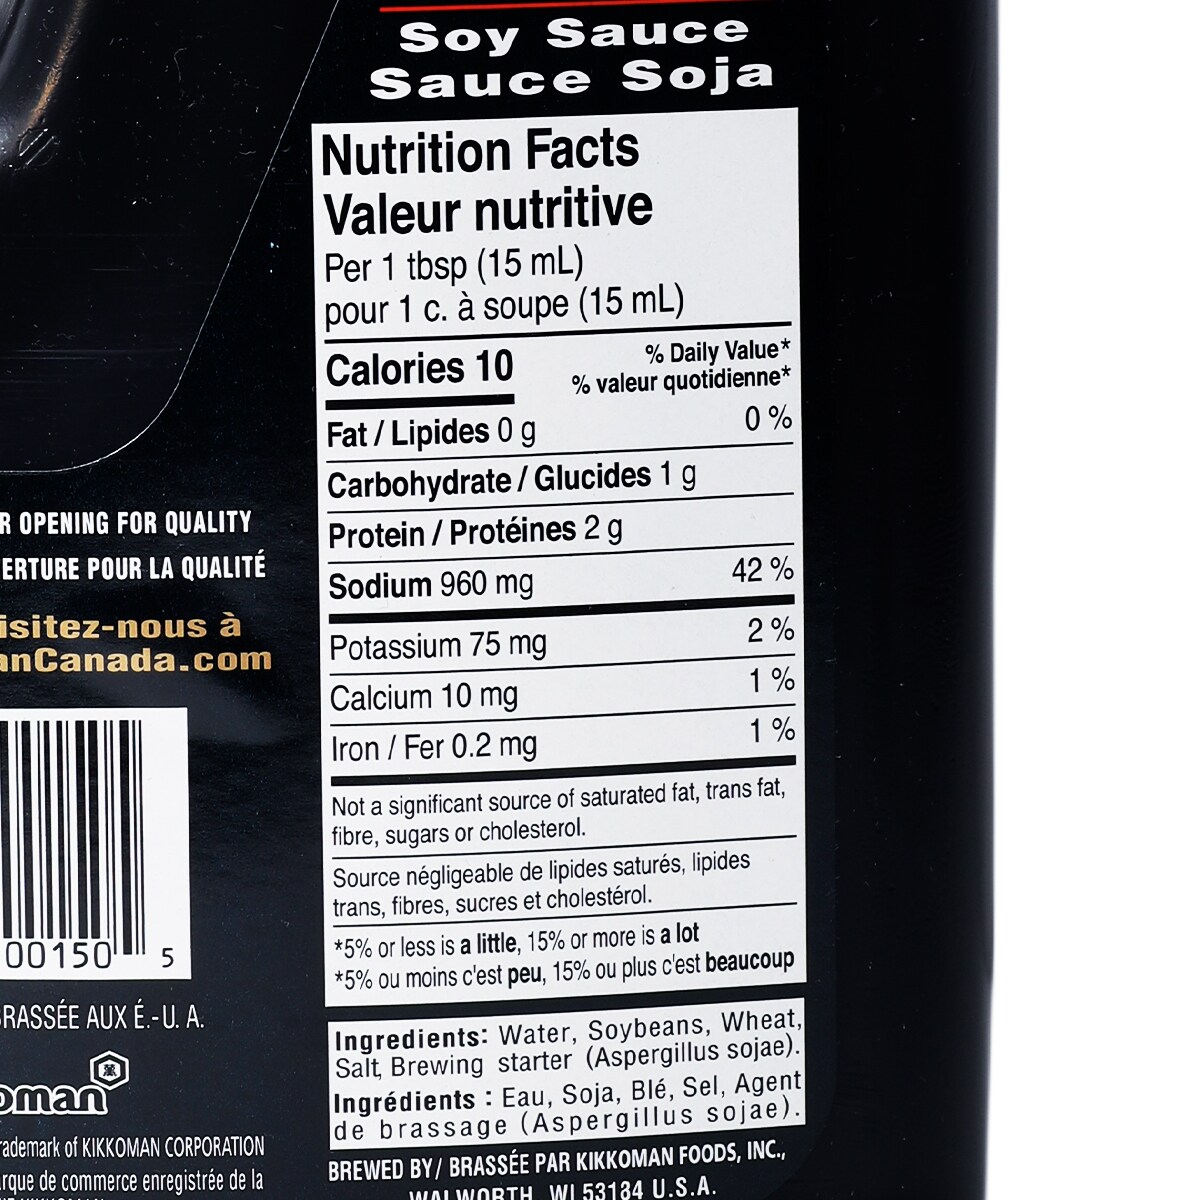 Soy Sauce
Sauce Soja
Nutrition Facts
Valeur nutritive
Per 1 tbsp (15 mL)
pour 1 c. à soupe (15 mL)
Calories 10
% Daily Value*
% valeur quotidienne*
Fat / Lipides 0 g 0 %
Carbohydrate / Glucides 1 g
Protein / Protéines 2 g
Sodium 960 mg 42 %
Potassium 75 mg 2 %
Calcium 10 mg 1 %
Iron / Fer 0.2 mg 1 %
Not a significant source of saturated fat, trans fat,
fibre, sugars or cholesterol.
Source négligeable de lipides saturés, lipides
trans, fibres, sucres et cholestérol.
*5% or less is a little, 15% or more is a lot
*5% ou moins c'est peu, 15% ou plus c'est beaucoup
Ingredients: Water, Soybeans, Wheat,
Salt, Brewing starter (Aspergillus sojae).
Ingrédients : Eau, Soja, Blé, Sel, Agent
de brassage (Aspergillus sojae).
BREWED BY / BRASSÉE PAR KIKKOMAN FOODS, INC.,
WALWORTH, WI 53184 U.S.A.
R OPENING FOR QUALITY
ERTURE POUR LA QUALITÉ
isitez-nous à
anCanada.com
00150 5
RASSÉE AUX É.-U. A.
oman
rademark of KIKKOMAN CORPORATION
rque de commerce enregistrée de la